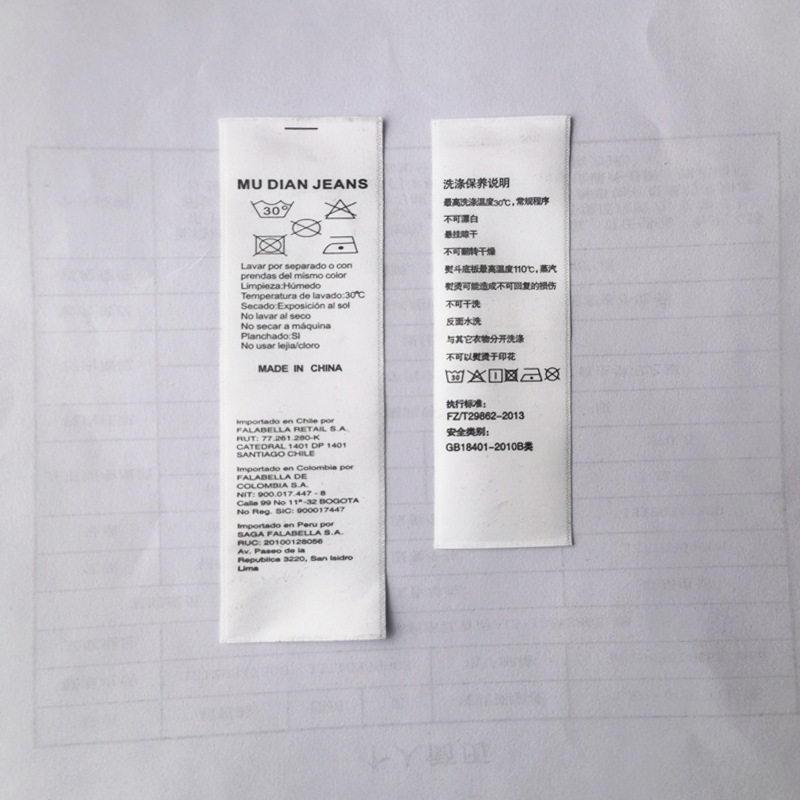 MU DIAN JEANS
30°
Lavar por separado o con
prendas del mismo color
Limpieza:Húmedo
Temperatura de lavado:30℃
Secado:Exposición al sol
No lavar al seco
No secar a máquina
Planchado:Sì
No usar lejia/cloro
MADE IN CHINA
Importado en Chile por
FALABELLA RETAIL S.A.
RUT: 77.261.280-K
CATEDRAL 1401 DP 1401
SANTIAGO CHILE
Importado en Colombia por
FALABELLA DE
COLOMBIA S.A.
NIT: 900.017.447 - 8
Calle 99 No 11ª-32 BOGOTA
No Reg. SIC: 900017447
Importado en Peru por
SAGA FALABELLA S.A.
RUC: 20100128056
Av. Paseo de la
Republica 3220, San Isidro
Lima
洗涤保养说明
最高洗涤温度30℃,常规程序
不可漂白
悬挂晾干
不可翻转干燥
熨斗底板最高温度110℃,蒸汽
熨烫可能造成不可回复的损伤
不可干洗
反面水洗
与其它衣物分开洗涤
不可以熨烫于印花
30
执行标准:
FZ/T29862-2013
安全类别:
GB18401-2010B类